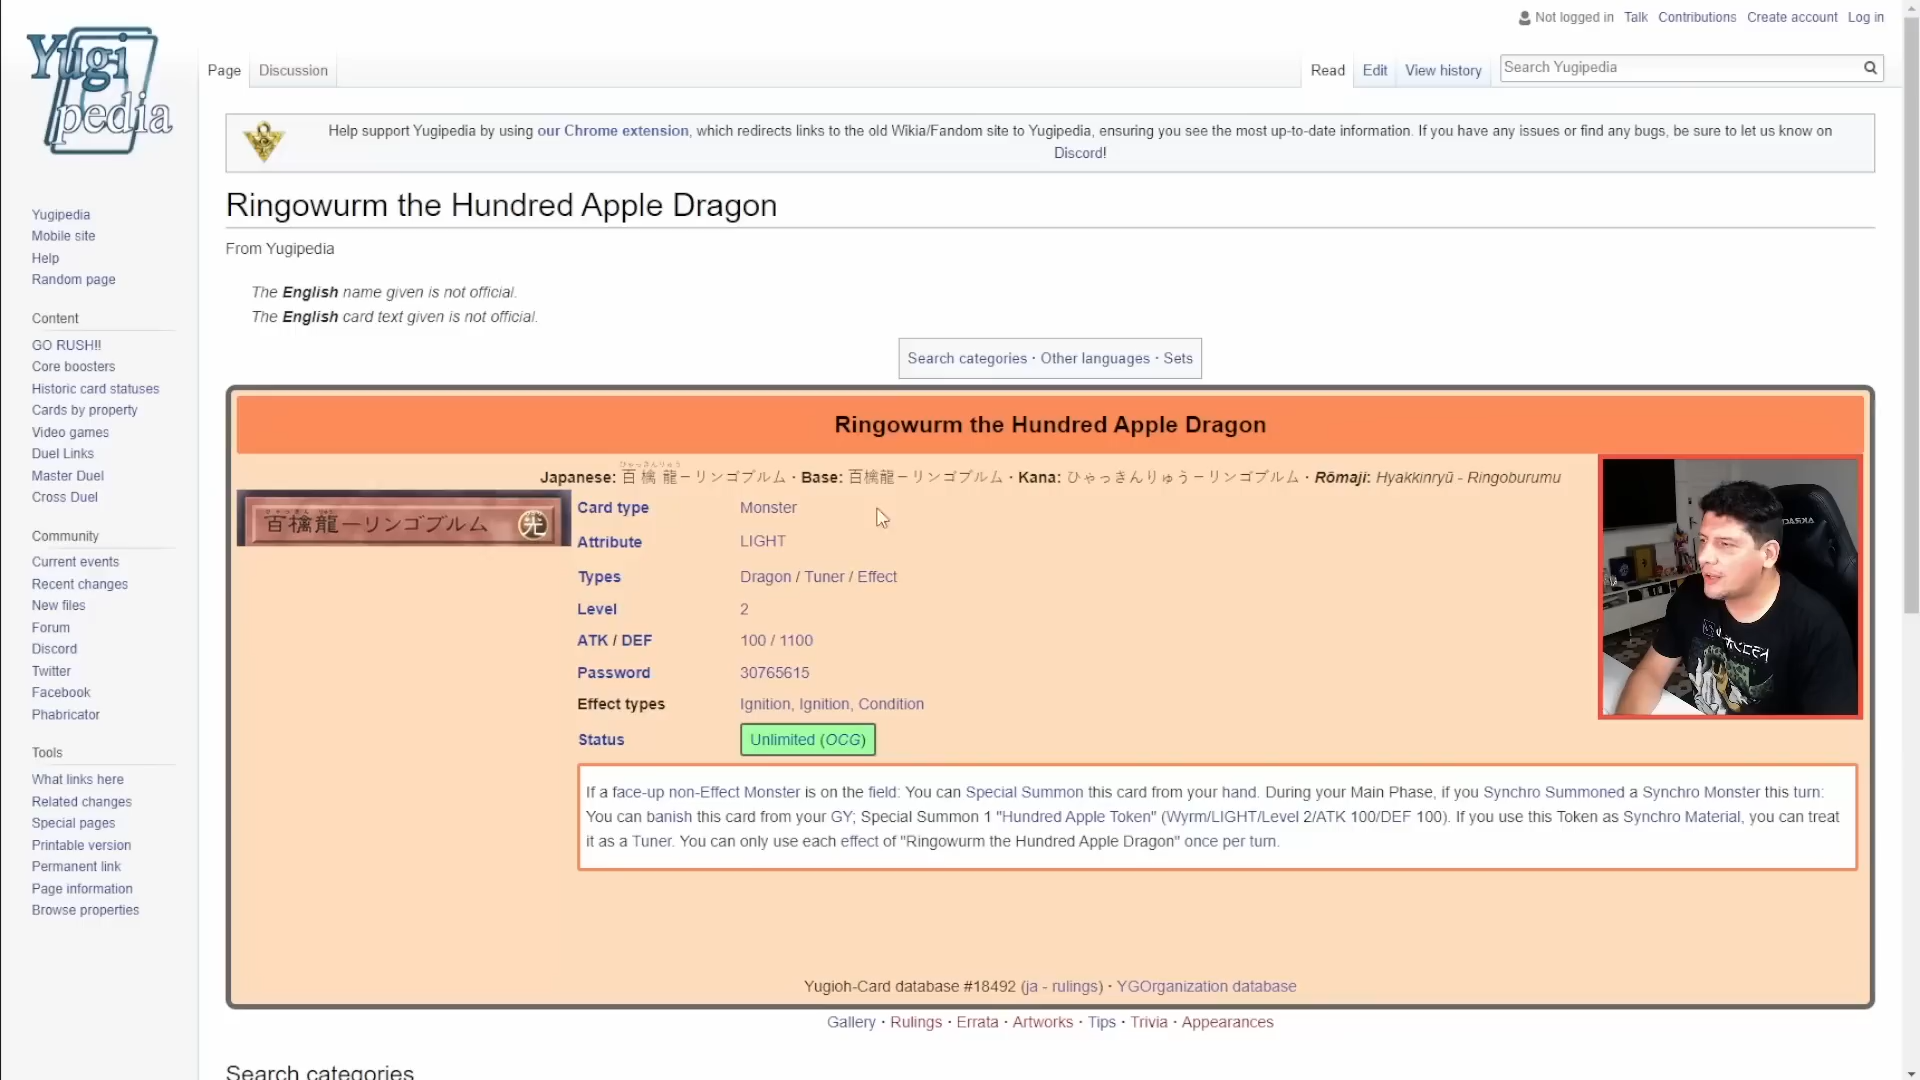 Not logged in Talk Contributions Create account Log in
Yugi
pedia
Page Discussion Read Edit View history Search Yugipedia
Help support Yugipedia by using our Chrome extension, which redirects links to the old Wikia/Fandom site to Yugipedia, ensuring you see the most up-to-date information. If you have any issues or find any bugs, be sure to let us know on
Discord!
Ringowurm the Hundred Apple Dragon
From Yugipedia
The English name given is not official.
The English card text given is not official.
Search categories · Other languages · Sets
Yugipedia
Mobile site
Help
Random page
Content
GO RUSH!!
Core boosters
Historic card statuses
Cards by property
Video games
Duel Links
Master Duel
Cross Duel
Community
Current events
Recent changes
New files
Forum
Discord
Twitter
Facebook
Phabricator
Tools
What links here
Related changes
Special pages
Printable version
Permanent link
Page information
Browse properties
Ringowurm the Hundred Apple Dragon
ひゃっきんりゅう
Japanese: 百檎龍－リンゴブルム · Base: 百檎龍－リンゴブルム · Kana: ひゃっきんりゅう－リンゴブルム · Rōmaji: Hyakkinryū - Ringoburumu
百檎龍－リンゴブルム 光
Card type Monster
Attribute LIGHT
Types Dragon / Tuner / Effect
Level 2
ATK / DEF 100 / 1100
Password 30765615
Effect types Ignition, Ignition, Condition
Status Unlimited (OCG)
If a face-up non-Effect Monster is on the field: You can Special Summon this card from your hand. During your Main Phase, if you Synchro Summoned a Synchro Monster this turn:
You can banish this card from your GY; Special Summon 1 "Hundred Apple Token" (Wyrm/LIGHT/Level 2/ATK 100/DEF 100). If you use this Token as Synchro Material, you can treat
it as a Tuner. You can only use each effect of "Ringowurm the Hundred Apple Dragon" once per turn.
Yugioh-Card database #18492 (ja - rulings) · YGOrganization database
Gallery · Rulings · Errata · Artworks · Tips · Trivia · Appearances
Search categories